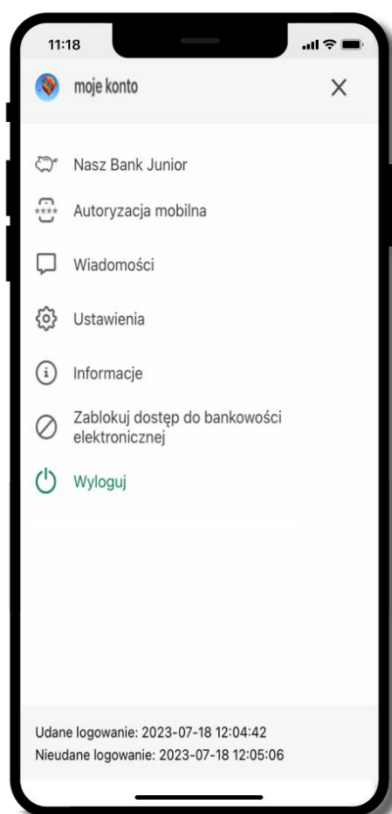 11:18
moje konto
Nasz Bank Junior
Autoryzacja mobilna
Wiadomości
Ustawienia
Informacje
Zablokuj dostęp do bankowości
elektronicznej
Wyloguj
Udane logowanie: 2023-07-18 12:04:42
Nieudane logowanie: 2023-07-18 12:05:06